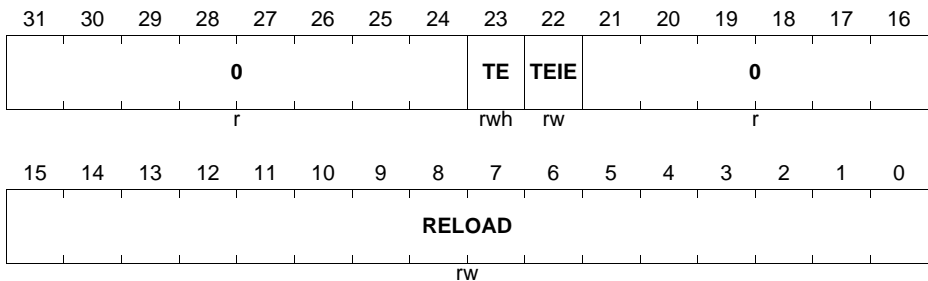 31 30 29 28 27 26 25 24 23 22 21 20 19 18 17 16
0 TE TEIE 0
r rwh rw r
15 14 13 12 11 10 9 8 7 6 5 4 3 2 1 0
RELOAD
rw